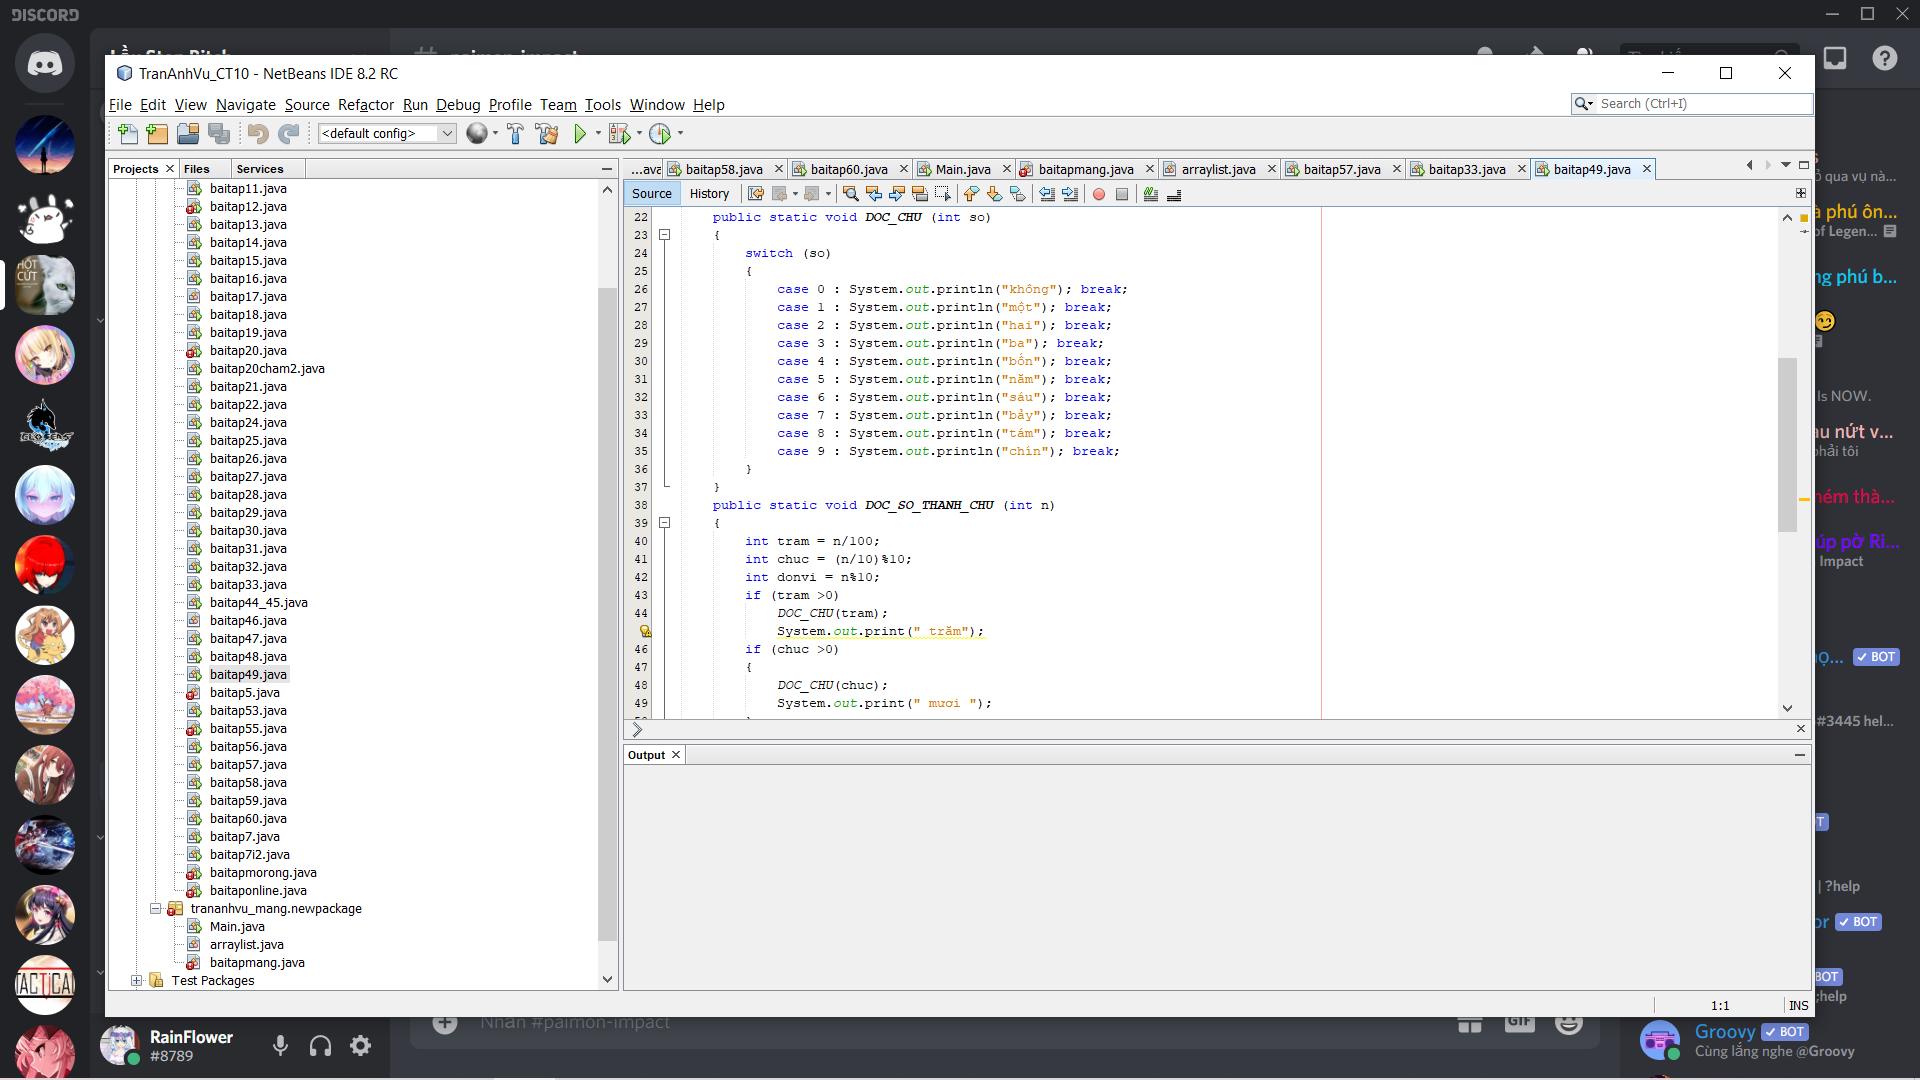 DISCORD
TranAnhVu_CT10 - NetBeans IDE 8.2 RC
File Edit View Navigate Source Refactor Run Debug Profile Team Tools Window Help
Search (Ctrl+I)
<default config>
Projects Files Services
baitap11.java
baitap12.java
baitap13.java
baitap14.java
baitap15.java
baitap16.java
baitap17.java
baitap18.java
baitap19.java
baitap20.java
baitap20cham2.java
baitap21.java
baitap22.java
baitap24.java
baitap25.java
baitap26.java
baitap27.java
baitap28.java
baitap29.java
baitap30.java
baitap31.java
baitap32.java
baitap33.java
baitap44_45.java
baitap46.java
baitap47.java
baitap48.java
baitap49.java
baitap5.java
baitap53.java
baitap55.java
baitap56.java
baitap57.java
baitap58.java
baitap59.java
baitap60.java
baitap7.java
baitap7i2.java
baitapmorong.java
baitaponline.java
trananhvu_mang.newpackage
Main.java
arraylist.java
baitapmang.java
Test Packages
...ava baitap58.java baitap60.java Main.java baitapmang.java arraylist.java baitap57.java baitap33.java baitap49.java
Source History
22 public static void DOC_CHU (int so)
23 {
24 switch (so)
25 {
26 case 0 : System.out.println("không"); break;
27 case 1 : System.out.println("một"); break;
28 case 2 : System.out.println("hai"); break;
29 case 3 : System.out.println("ba"); break;
30 case 4 : System.out.println("bốn"); break;
31 case 5 : System.out.println("năm"); break;
32 case 6 : System.out.println("sáu"); break;
33 case 7 : System.out.println("bảy"); break;
34 case 8 : System.out.println("tám"); break;
35 case 9 : System.out.println("chín"); break;
36 }
37 }
38 public static void DOC_SO_THANH_CHU (int n)
39 {
40 int tram = n/100;
41 int chuc = (n/10)%10;
42 int donvi = n%10;
43 if (tram >0)
44 DOC_CHU(tram);
System.out.print(" trăm");
46 if (chuc >0)
47 {
48 DOC_CHU(chuc);
49 System.out.print(" mươi ");
Output
1:1 INS
HỐT CỨT
TACTICAL
RainFlower
#8789
Nhắn #paimon-impact
GIF
ỏ qua vụ nà...
à phú ôn...
of Legen...
ng phú b...
Is NOW.
au nứt v...
phải tôi
hém thà...
úp pờ Ri...
Impact
ọ... BOT
#3445 hel...
| ?help
or BOT
BOT
;help
Groovy BOT
Cùng lắng nghe @Groovy